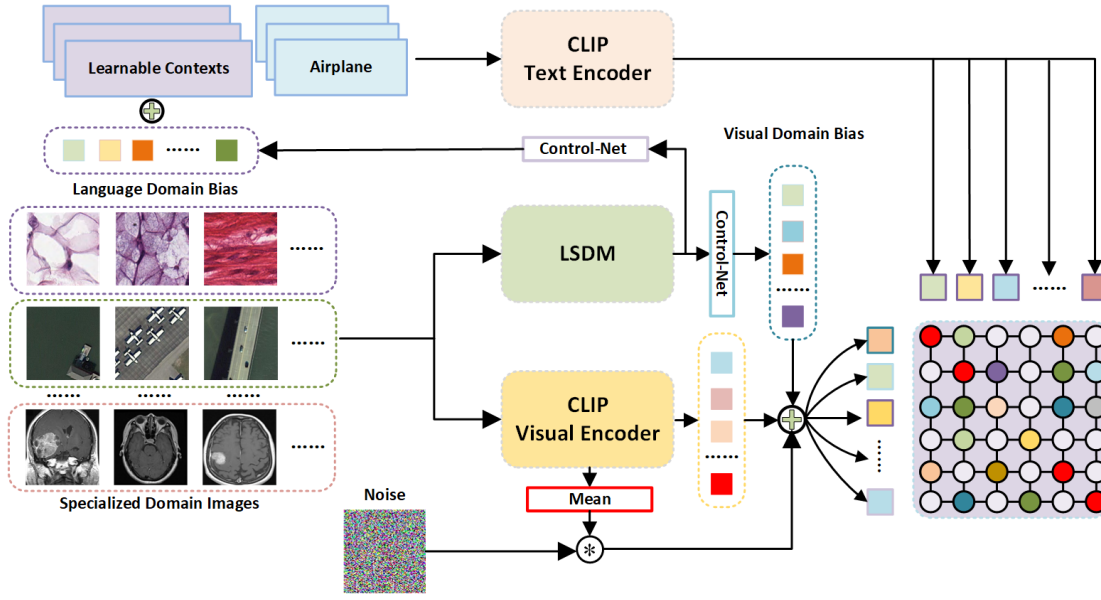 Learnable Contexts
Airplane
CLIP
Text Encoder
Control-Net
Visual Domain Bias
Language Domain Bias
......
LSDM
Control-Net
......
......
......
......
CLIP
Visual Encoder
......
......
......
......
......
......
......
Specialized Domain Images
Noise
Mean
*